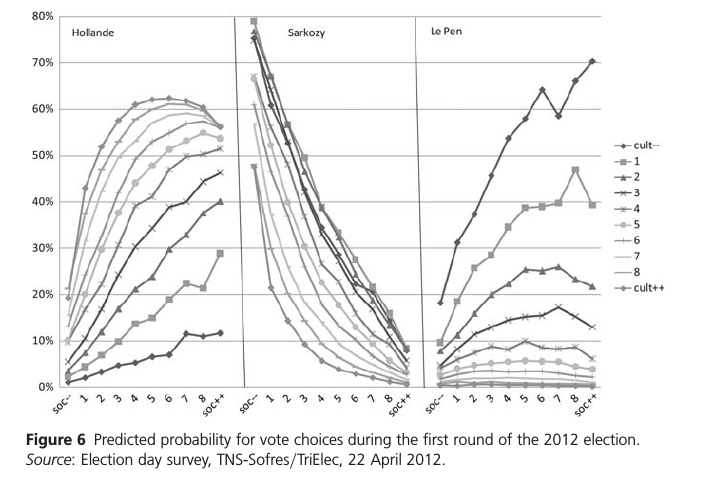 80%
70%
60%
50%
40%
30%
20%
10%
0%
Hollande
Sarkozy
Le Pen
soc-- 1 2 3 4 5 6 7 8 soc++
soc-- 1 2 3 4 5 6 7 8 soc++
soc-- 1 2 3 4 5 6 7 8 soc++
cult--
1
2
3
4
5
6
7
8
cult++
Figure 6 Predicted probability for vote choices during the first round of the 2012 election.
Source: Election day survey, TNS-Sofres/TriElec, 22 April 2012.